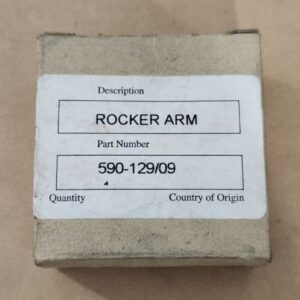 Description
ROCKER ARM
Part Number
590-129/09
Quantity Country of Origin